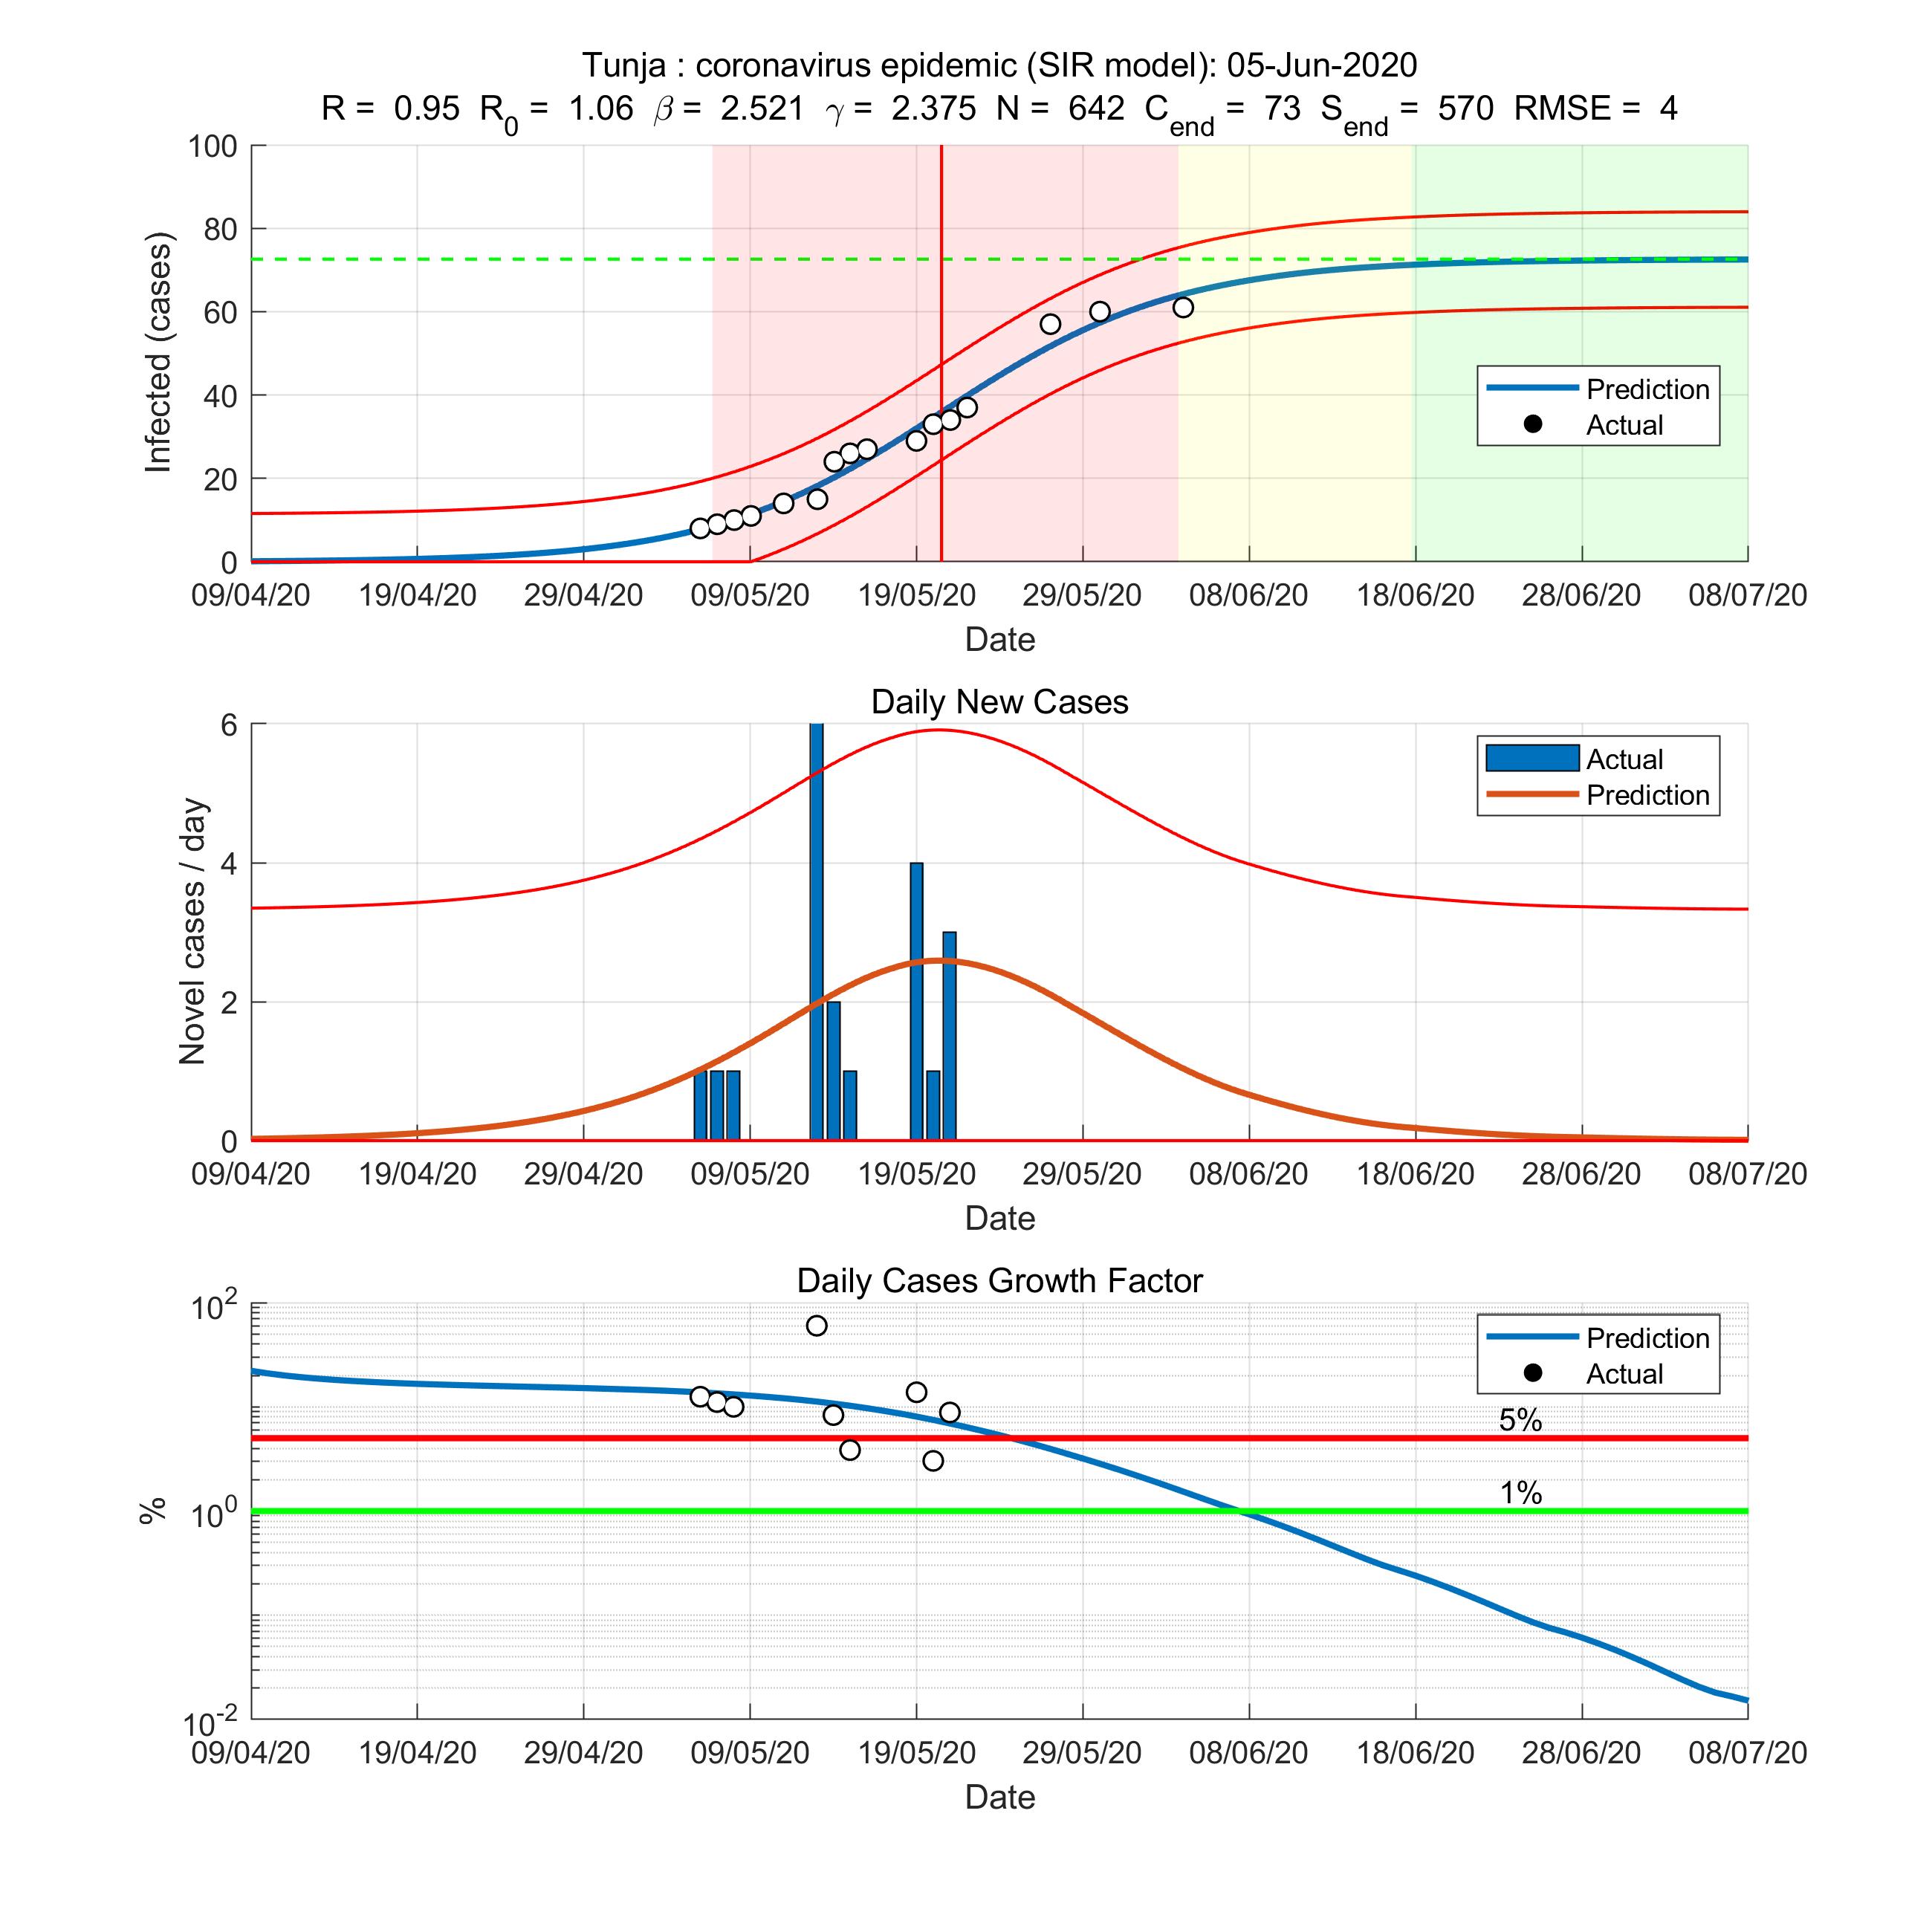 Tunja : coronavirus epidemic (SIR model): 05-Jun-2020
R = 0.95 R0 = 1.06 β = 2.521 γ = 2.375 N = 642 Cend = 73 Send = 570 RMSE = 4
Infected (cases)
100
80
60
40
20
0
Prediction
Actual
09/04/20 19/04/20 29/04/20 09/05/20 19/05/20 29/05/20 08/06/20 18/06/20 28/06/20 08/07/20
Date
Daily New Cases
Novel cases / day
6
4
2
0
Actual
Prediction
09/04/20 19/04/20 29/04/20 09/05/20 19/05/20 29/05/20 08/06/20 18/06/20 28/06/20 08/07/20
Date
Daily Cases Growth Factor
%
10^2
10^0
10^-2
Prediction
Actual
5%
1%
09/04/20 19/04/20 29/04/20 09/05/20 19/05/20 29/05/20 08/06/20 18/06/20 28/06/20 08/07/20
Date